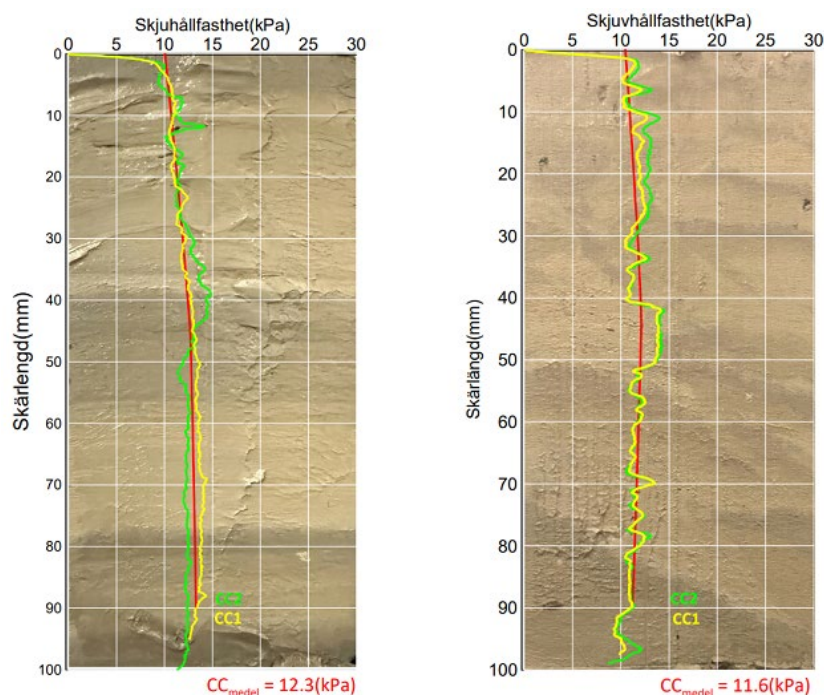 Skjuhållfasthet(kPa)
0 5 10 15 20 25 30
Skärlengd(mm)
0
10
20
30
40
50
60
70
80
90
100
CC2
CC1
CCmedel = 12.3(kPa)
Skjuvhållfasthet(kPa)
0 5 10 15 20 25 30
Skärlängd(mm)
0
10
20
30
40
50
60
70
80
90
100
CC2
CC1
CCmedel = 11.6(kPa)